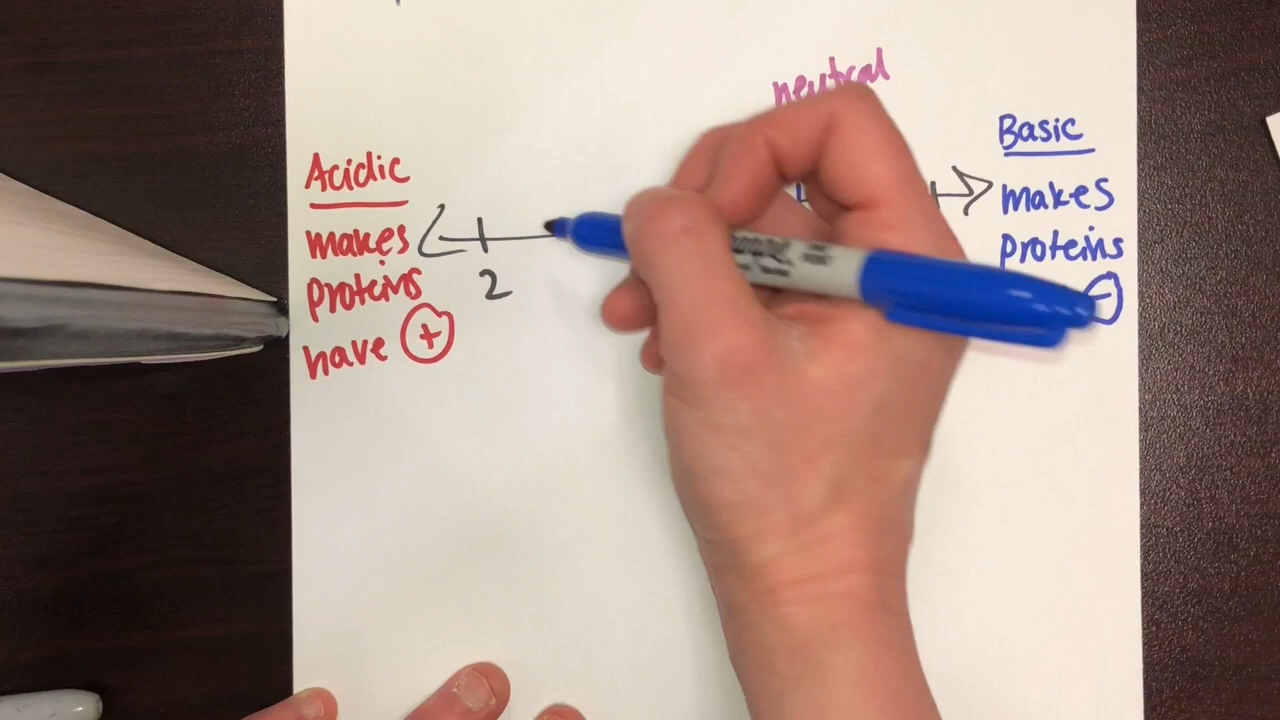 neutral
Acidic
makes
proteins
have +
2
Basic
makes
proteins
-